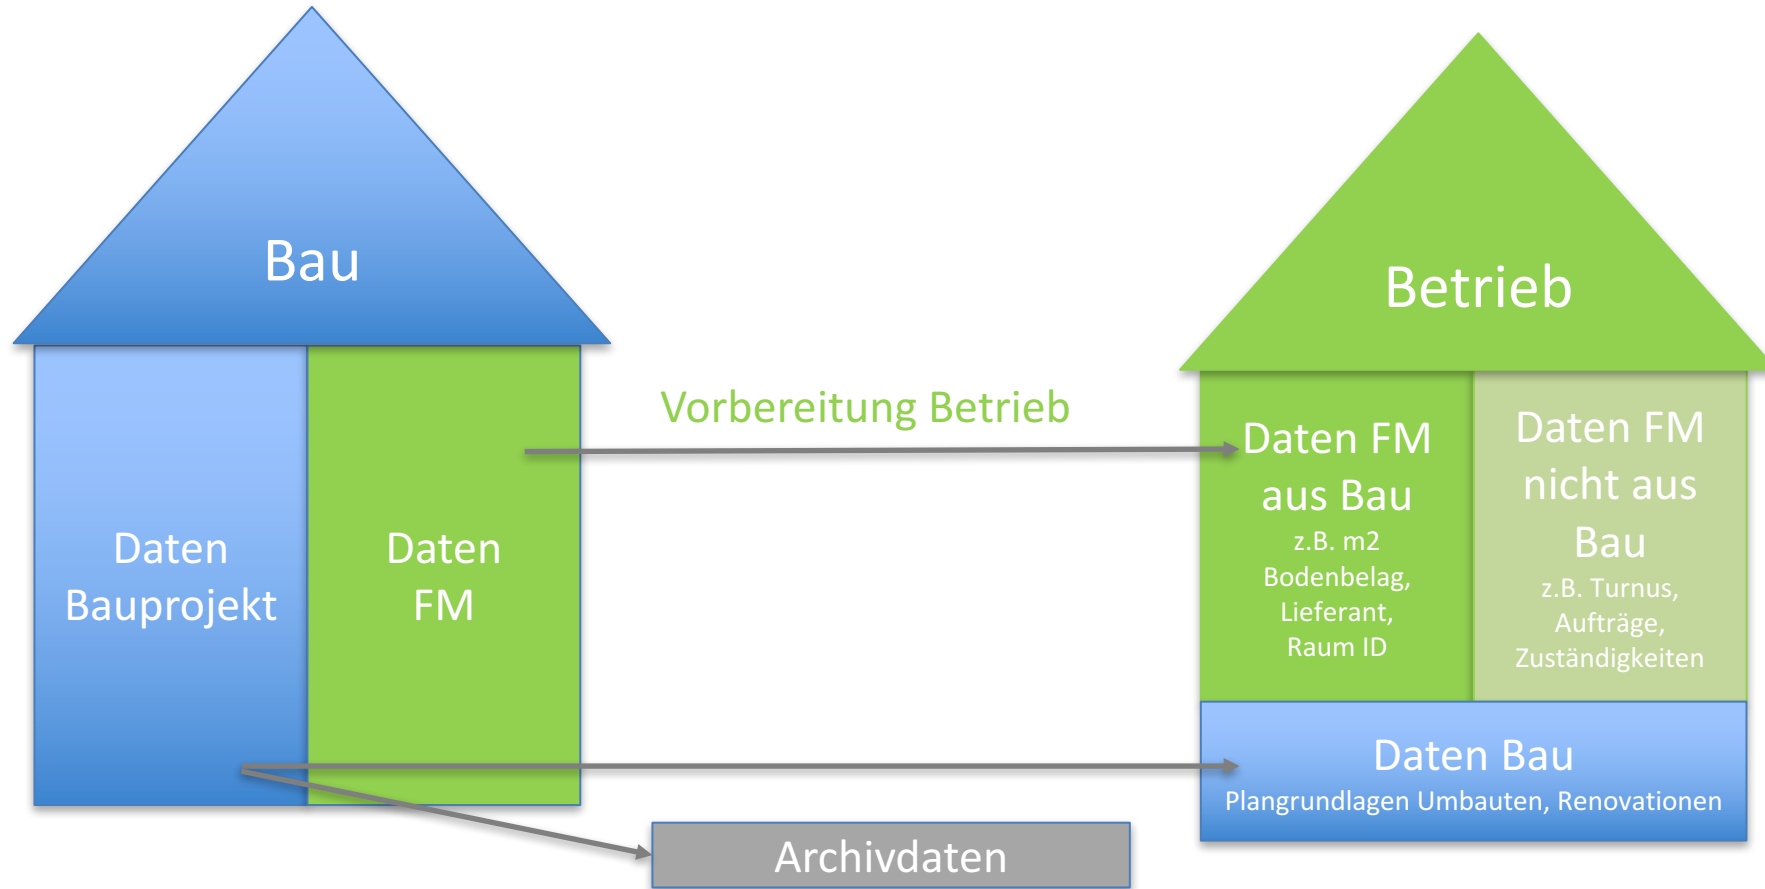 Bau
Betrieb
Daten
Bauprojekt
Daten
FM
Vorbereitung Betrieb
Daten FM
aus Bau
z.B. m2
Bodenbelag,
Lieferant,
Raum ID
Daten FM
nicht aus
Bau
z.B. Turnus,
Aufträge,
Zuständigkeiten
Daten Bau
Plangrundlagen Umbauten, Renovationen
Archivdaten